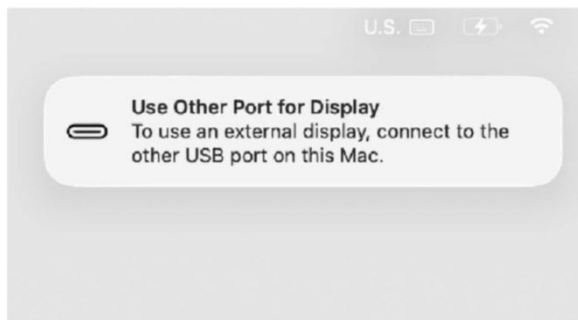 U.S.
Use Other Port for Display
To use an external display, connect to the
other USB port on this Mac.